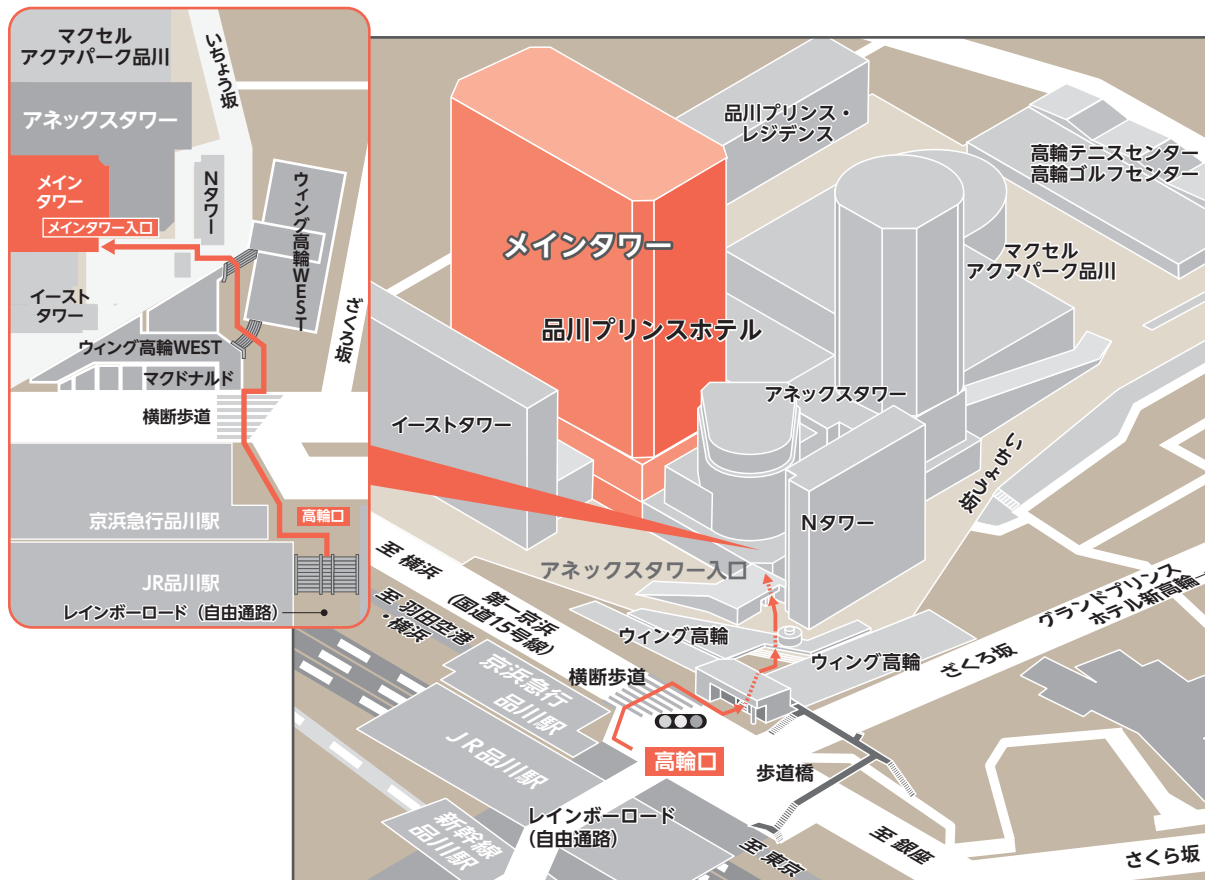 マクセル
アクアパーク品川
いちょう坂
アネックスタワー
メイン
タワー
メインタワー入口
Nタワー
ウィング高輪WEST
ざくろ坂
イースト
タワー
ウィング高輪WEST
マクドナルド
横断歩道
京浜急行品川駅
高輪口
JR品川駅
レインボーロード（自由通路）
品川プリンス・
レジデンス
高輪テニスセンター
高輪ゴルフセンター
メインタワー
マクセル
アクアパーク品川
品川プリンスホテル
アネックスタワー
イーストタワー
いちょう坂
Nタワー
アネックスタワー入口
至 横浜
第一京浜
(国道15号線)
至 羽田空港
・横浜
グランドプリンス
ホテル新高輪
ウィング高輪
ウィング高輪
ざくろ坂
横断歩道
京浜急行
品川駅
JR品川駅
高輪口
歩道橋
レインボーロード
（自由通路）
新幹線
品川駅
至 東京
至 銀座
さくら坂